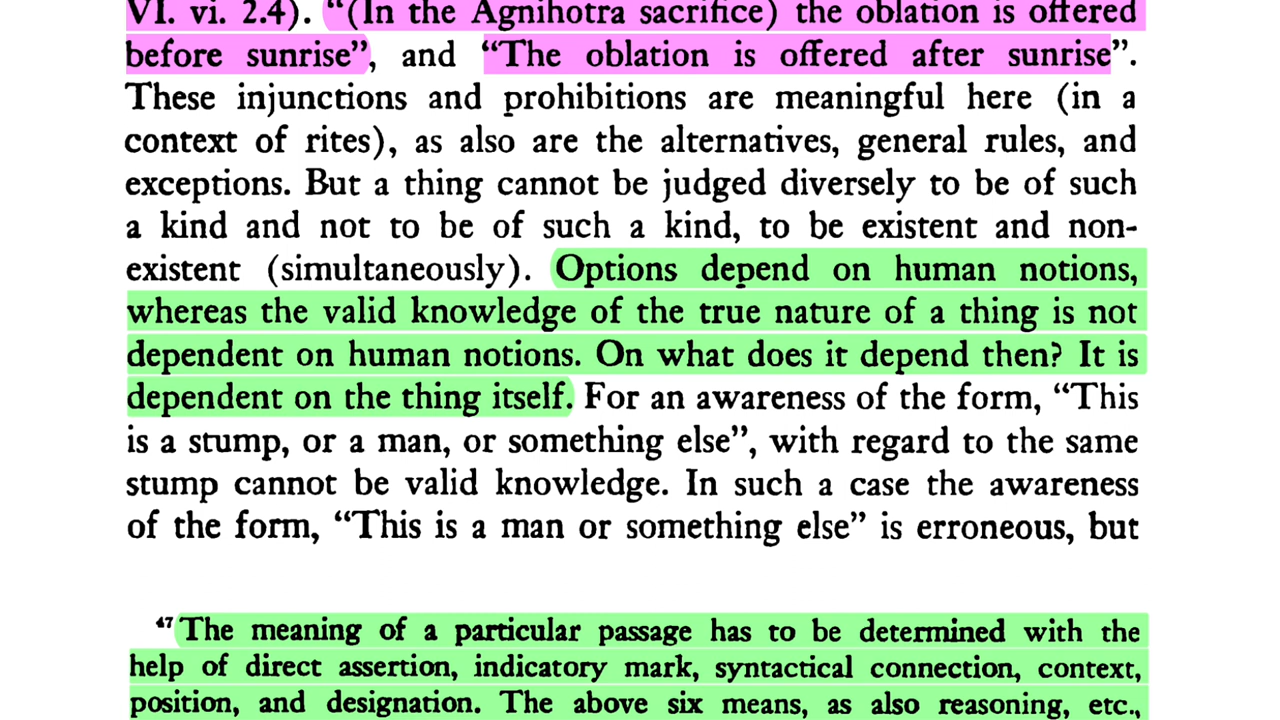 VI. vi. 2.4). “(In the Agnihotra sacrifice) the oblation is offered
before sunrise”, and “The oblation is offered after sunrise”.
These injunctions and prohibitions are meaningful here (in a
context of rites), as also are the alternatives, general rules, and
exceptions. But a thing cannot be judged diversely to be of such
a kind and not to be of such a kind, to be existent and non-
existent (simultaneously). Options depend on human notions,
whereas the valid knowledge of the true nature of a thing is not
dependent on human notions. On what does it depend then? It is
dependent on the thing itself. For an awareness of the form, “This
is a stump, or a man, or something else”, with regard to the same
stump cannot be valid knowledge. In such a case the awareness
of the form, “This is a man or something else” is erroneous, but
47 The meaning of a particular passage has to be determined with the
help of direct assertion, indicatory mark, syntactical connection, context,
position, and designation. The above six means, as also reasoning, etc.,